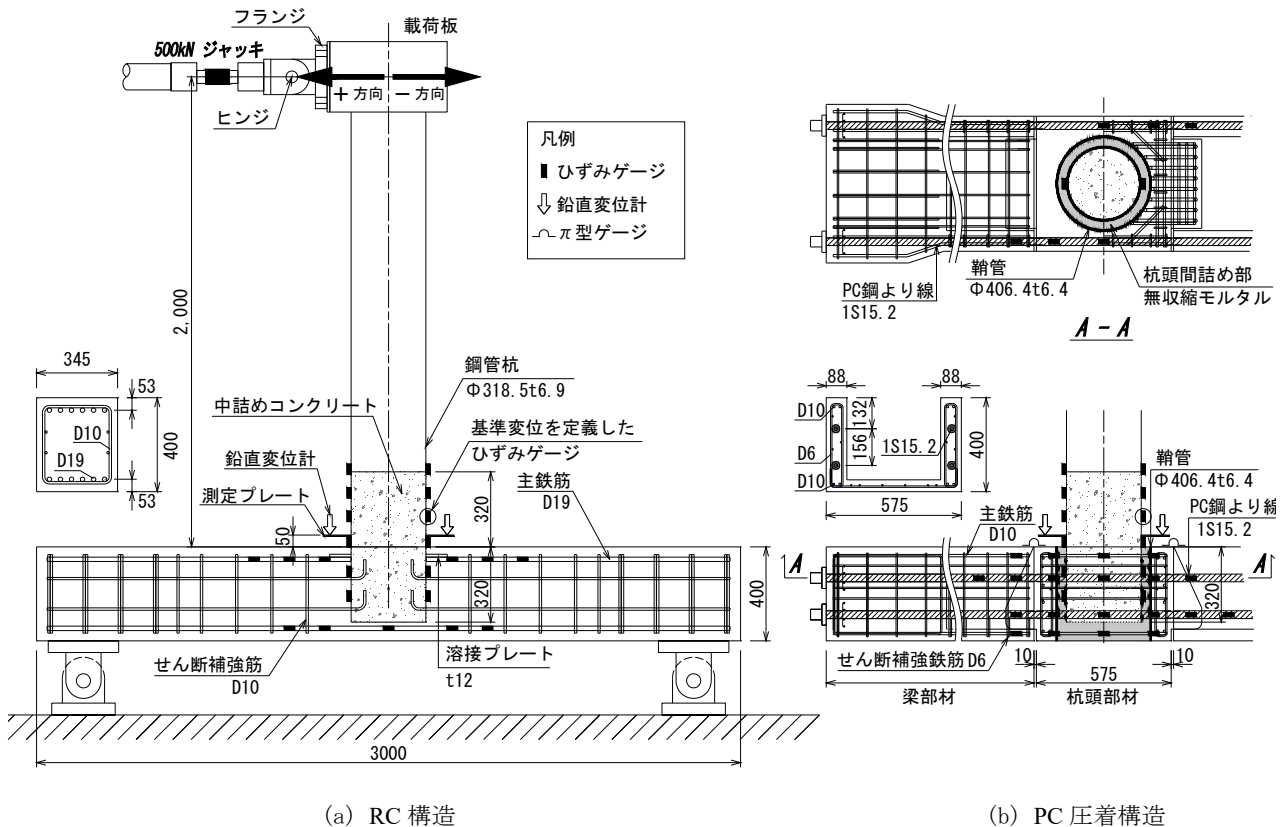 フランジ
載荷板
500kN ジャッキ
＋方向
－方向
ヒンジ
凡例
ひずみゲージ
鉛直変位計
π型ゲージ
2,000
345
53
400
D10
D19
53
鋼管杭
Φ318.5t6.9
中詰めコンクリート
基準変位を定義した
ひずみゲージ
鉛直変位計
測定プレート
50
320
主鉄筋
D19
320
400
せん断補強筋
D10
溶接プレート
t12
3000
(a) RC 構造
鞘管
Φ406.4t6.4
杭頭間詰め部
無収縮モルタル
PC鋼より線
1S15.2
A - A
88
88
D10
132
D6
156
1S15.2
400
D10
575
鞘管
Φ406.4t6.4
PC鋼より線
1S15.2
主鉄筋
D10
A
A
320
せん断補強鉄筋D6
10
575
10
梁部材
杭頭部材
(b) PC 圧着構造